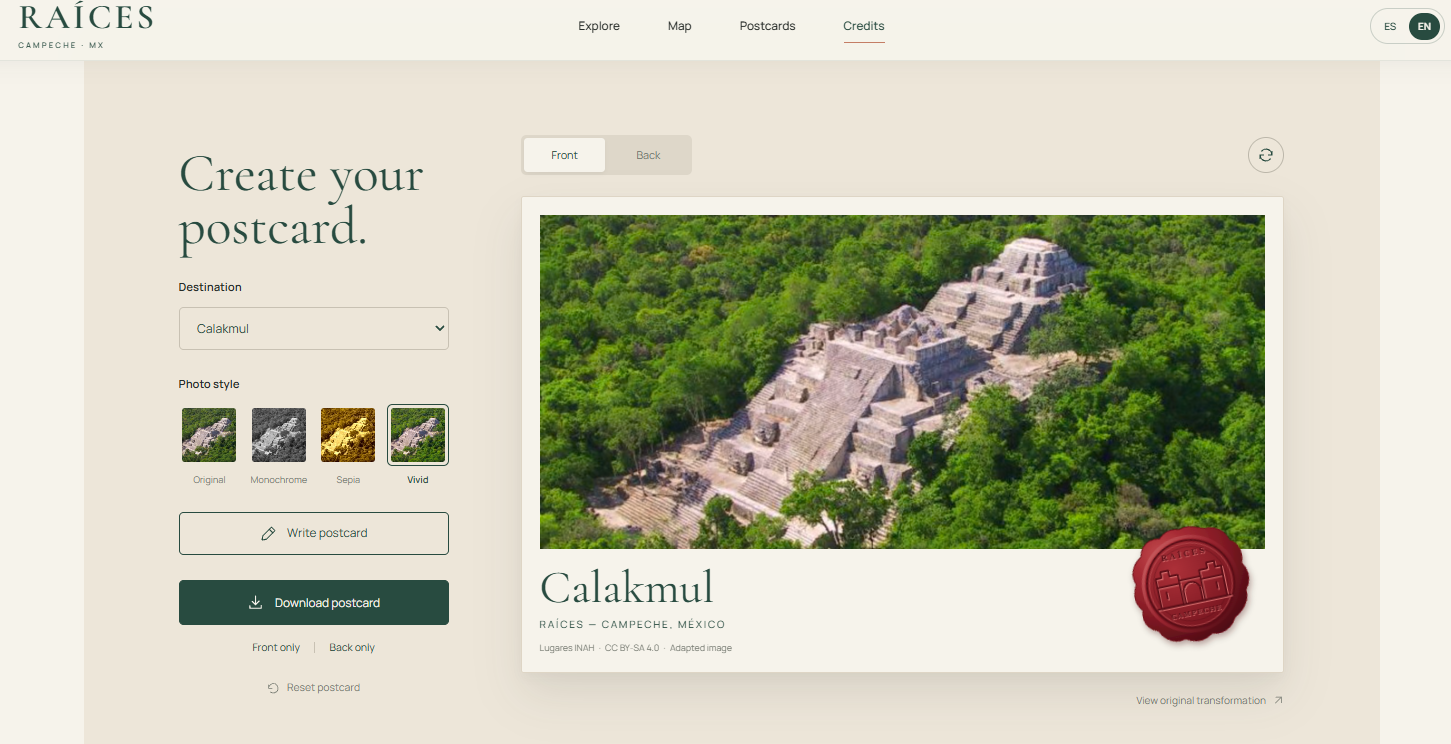 RAÍCES
CAMPECHE · MX
Explore
Map
Postcards
Credits
ES
EN
Create your
postcard.
Destination
Calakmul
Photo style
Original
Monochrome
Sepia
Vivid
Write postcard
Download postcard
Front only
Back only
Reset postcard
Front
Back
RAÍCES
CAMPECHE
Calakmul
RAÍCES — CAMPECHE, MÉXICO
Lugares INAH · CC BY-SA 4.0 · Adapted image
View original transformation